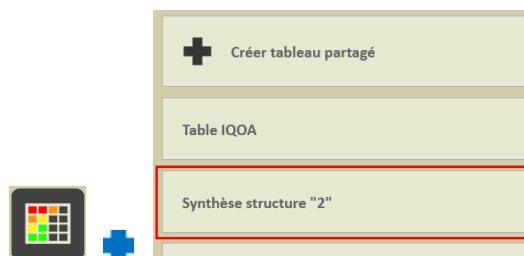 Créer tableau partagé
Table IQOA
Synthèse structure "2"